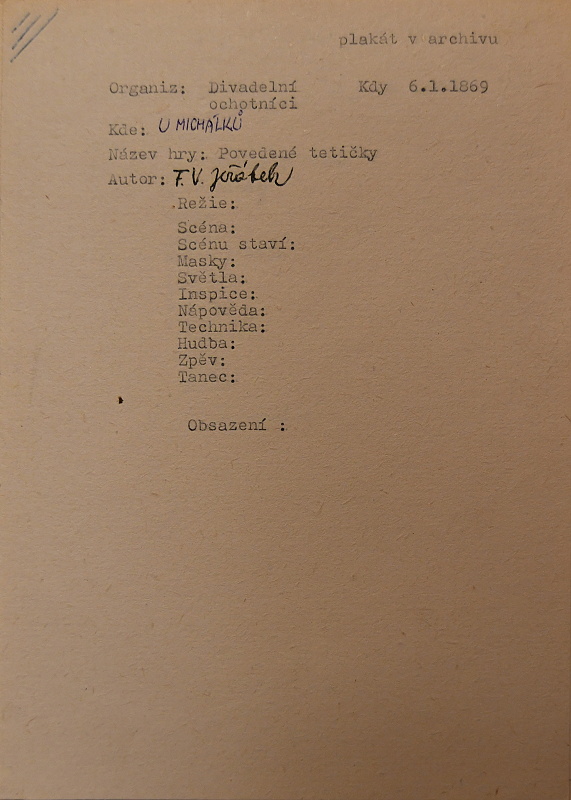 plakát v archivu
Organiz: Divadelní Kdy 6.1.1869
ochotníci
Kde: U MICHÁLKŮ
Název hry: Povedené tetičky
Autor: F. V. Jeřábek
Režie:
Scéna:
Scénu staví:
Masky:
Světla:
Inspice:
Nápověda:
Technika:
Hudba:
Zpěv:
Tanec:
Obsazení :